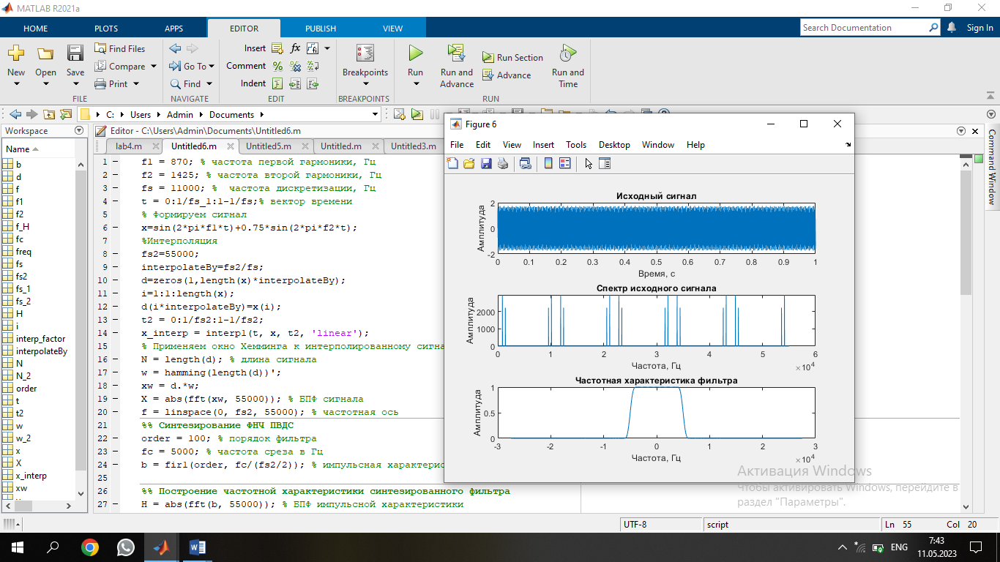 MATLAB R2021a
HOME PLOTS APPS EDITOR PUBLISH VIEW Search Documentation Sign In
New Open Save Find Files Compare Print Go To Find Insert Comment Indent fx Breakpoints Run Run and Advance Run Section Advance Run and Time
FILE NAVIGATE EDIT BREAKPOINTS RUN
C: Users Admin Documents
Workspace
Name
b
d
f
f1
f2
f_H
fc
freq
fs
fs2
fs_1
fs_2
H
i
interp_factor
interpolateBy
N
N_2
order
t
t2
w
w_2
x
X
x_interp
xw
Editor - C:\Users\Admin\Documents\Untitled6.m
lab4.m Untitled6.m Untitled5.m Untitled.m Untitled3.m
1 f1 = 870; % частота первой гармоники, Гц
2 f2 = 1425; % частота второй гармоники, Гц
3 fs = 11000; % частота дискретизации, Гц
4 t = 0:1/fs_1:1-1/fs;% вектор времени
5 % Формируем сигнал
6 x=sin(2*pi*f1*t)+0.75*sin(2*pi*f2*t);
7 %Интерполяция
8 fs2=55000;
9 interpolateBy=fs2/fs;
10 d=zeros(1,length(x)*interpolateBy);
11 i=1:1:length(x);
12 d(i*interpolateBy)=x(i);
13 t2 = 0:1/fs2:1-1/fs2;
14 x_interp = interp1(t, x, t2, 'linear');
15 % Применяем окно Хемминга к интерполированному сигна
16 N = length(d); % длина сигнала
17 w = hamming(length(d))';
18 xw = d.*w;
19 X = abs(fft(xw, 55000)); % БПФ сигнала
20 f = linspace(0, fs2, 55000); % частотная ось
21 %% Синтезирование ФНЧ ПВДС
22 order = 100; % порядок фильтра
23 fc = 5000; % частота среза в Гц
24 b = fir1(order, fc/(fs2/2)); % импульсная характерис
25
26 %% Построение частотной характеристики синтезированного фильтра
27 H = abs(fft(b, 55000)); % БПФ импульсной характеристики
Figure 6
File Edit View Insert Tools Desktop Window Help
Исходный сигнал
Амплитуда
2
0
-2
0 0.1 0.2 0.3 0.4 0.5 0.6 0.7 0.8 0.9 1
Время, с
Спектр исходного сигнала
Амплитуда
2000
1000
0
0 1 2 3 4 5 6
Частота, Гц
×10^4
Частотная характеристика фильтра
Амплитуда
1
0.5
0
-3 -2 -1 0 1 2 3
Частота, Гц
×10^4
Command Window
Активация Windows
Чтобы активировать Windows, перейдите в
раздел "Параметры".
UTF-8 script Ln 55 Col 20
ENG 7:43
11.05.2023